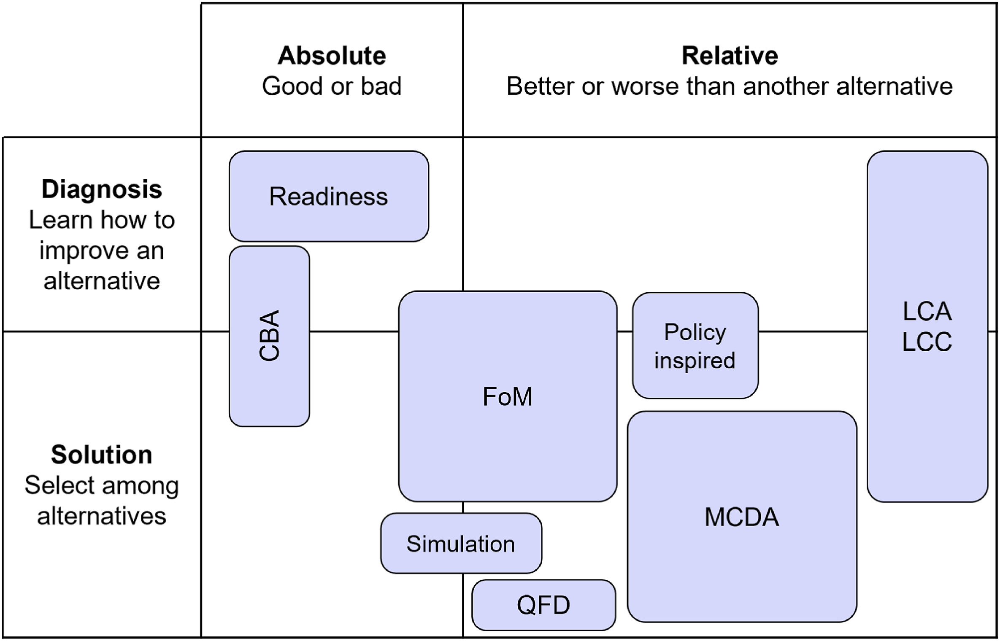 Absolute
Good or bad
Relative
Better or worse than another alternative
Diagnosis
Learn how to
improve an
alternative
Readiness
CBA
FoM
Policy
inspired
LCA
LCC
Solution
Select among
alternatives
Simulation
MCDA
QFD